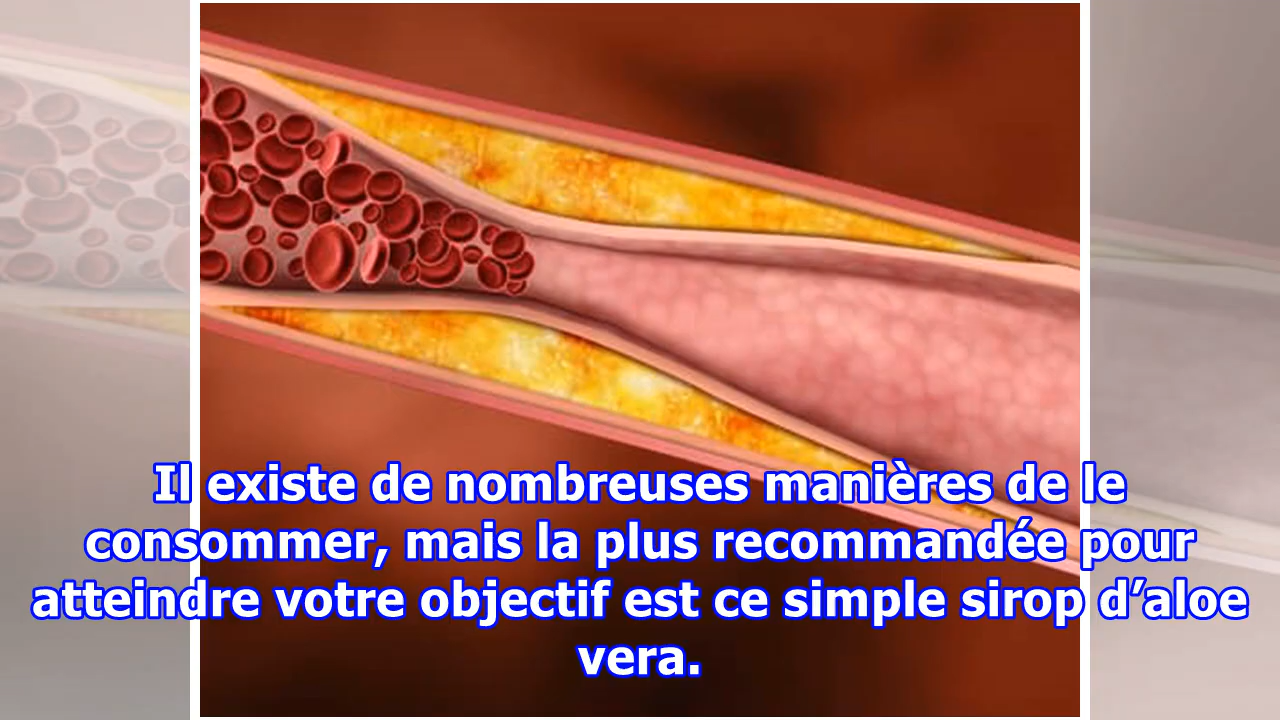 Il existe de nombreuses manières de le
consommer, mais la plus recommandée pour
atteindre votre objectif est ce simple sirop d’aloe
vera.